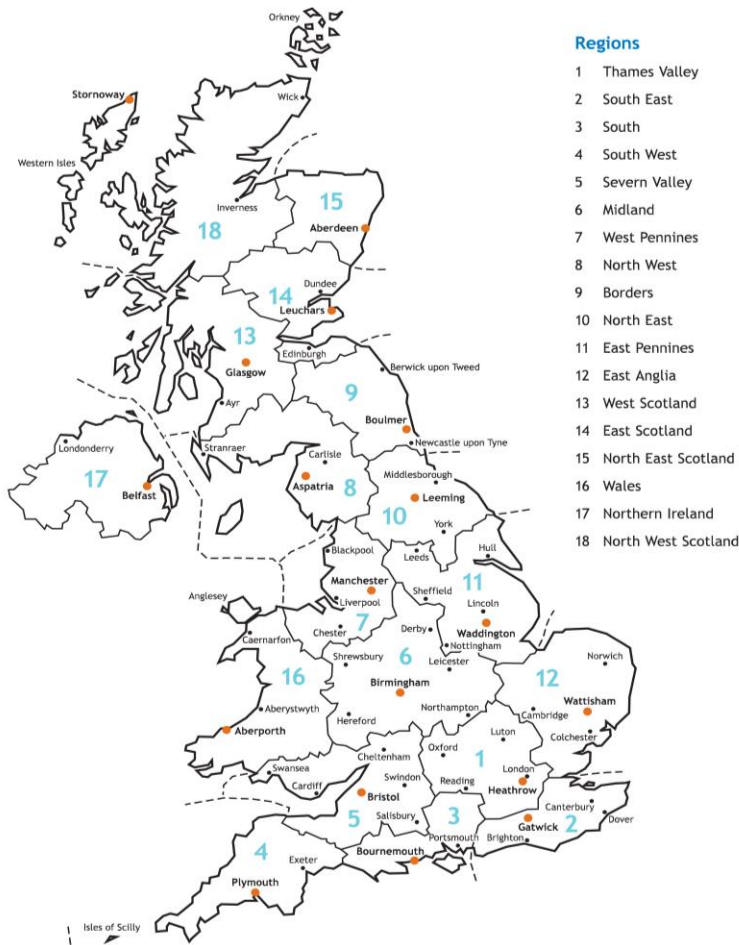 Orkney
Regions
1 Thames Valley
2 South East
3 South
4 South West
5 Severn Valley
6 Midland
7 West Pennines
8 North West
9 Borders
10 North East
11 East Pennines
12 East Anglia
13 West Scotland
14 East Scotland
15 North East Scotland
16 Wales
17 Northern Ireland
18 North West Scotland
Stornoway
Wick
Western Isles
Inverness
15
Aberdeen
18
Dundee
14
Leuchars
13
Edinburgh
Glasgow
Berwick upon Tweed
9
Ayr
Boulmer
Newcastle upon Tyne
Londonderry
Stranraer
Carlisle
17
Belfast
Aspatria
8
Middlesborough
Leeming
10
York
Blackpool
Leeds
Hull
Manchester
11
Anglesey
Liverpool
Sheffield
Lincoln
7
Chester
Derby
Waddington
Caernarfon
Nottingham
Shrewsbury
6
Leicester
Norwich
16
Birmingham
12
Wattisham
Aberystwyth
Hereford
Northampton
Cambridge
Aberporth
Luton
Colchester
Cheltenham
Oxford
1
Swansea
Swindon
London
Cardiff
Reading
Heathrow
Bristol
Canterbury
5
Salisbury
3
Gatwick
2
Dover
Portsmouth
Brighton
4
Exeter
Bournemouth
Plymouth
Isles of Scilly